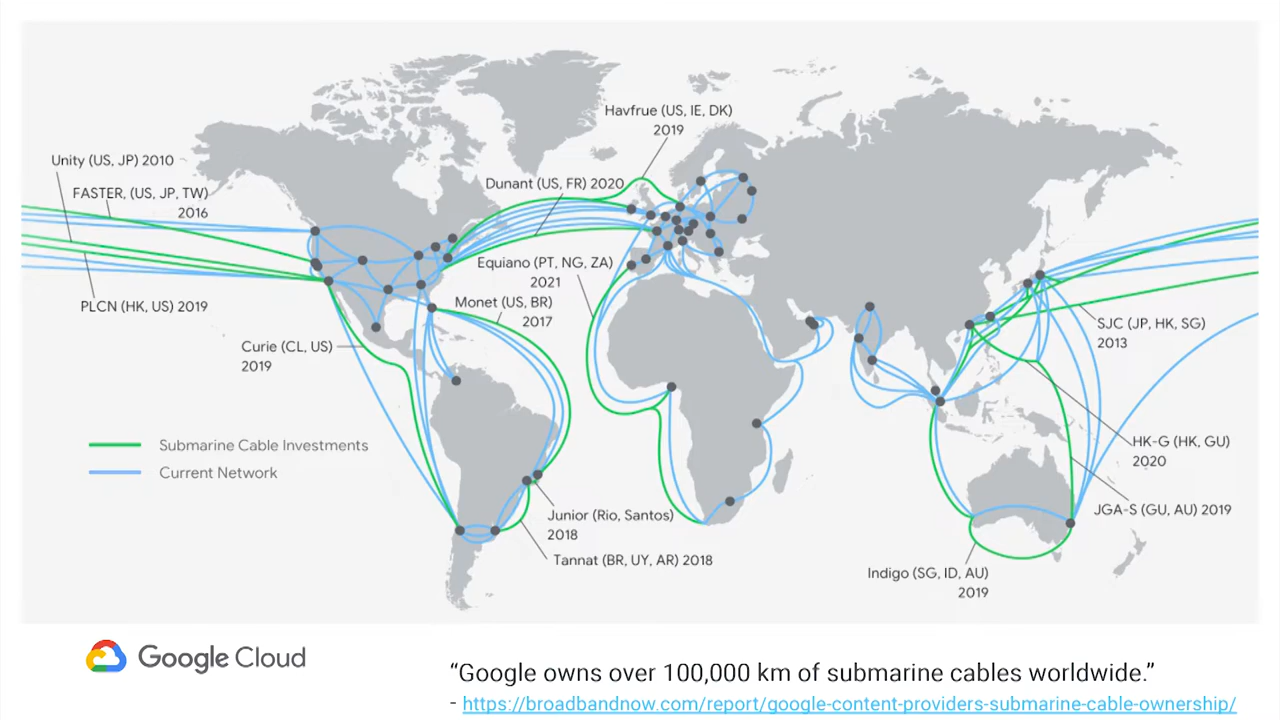 Havfrue (US, IE, DK)
2019
Unity (US, JP) 2010
FASTER, (US, JP, TW)
2016
Dunant (US, FR) 2020
Equiano (PT, NG, ZA)
2021
PLCN (HK, US) 2019
Monet (US, BR)
2017
Curie (CL, US)
2019
SJC (JP, HK, SG)
2013
Submarine Cable Investments
Current Network
HK-G (HK, GU)
2020
JGA-S (GU, AU) 2019
Junior (Rio, Santos)
2018
Tannat (BR, UY, AR) 2018
Indigo (SG, ID, AU)
2019
Google Cloud
“Google owns over 100,000 km of submarine cables worldwide.”
- https://broadbandnow.com/report/google-content-providers-submarine-cable-ownership/